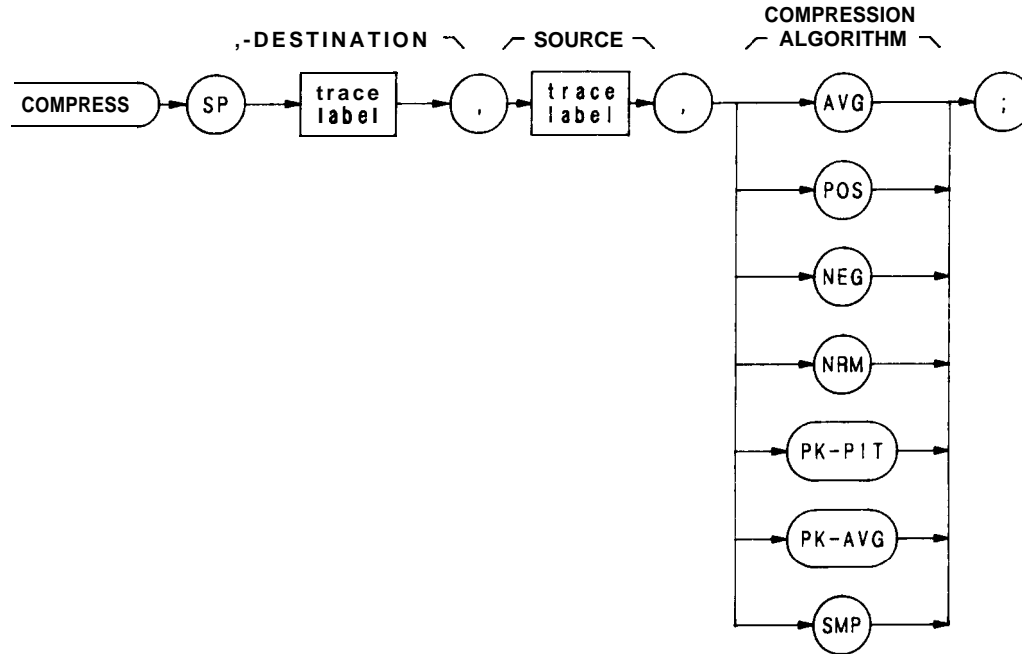 COMPRESSION
,-DESTINATION SOURCE ALGORITHM
COMPRESS SP trace label , trace label , AVG ;
POS
NEG
NRM
PK-PIT
PK-AVG
SMP